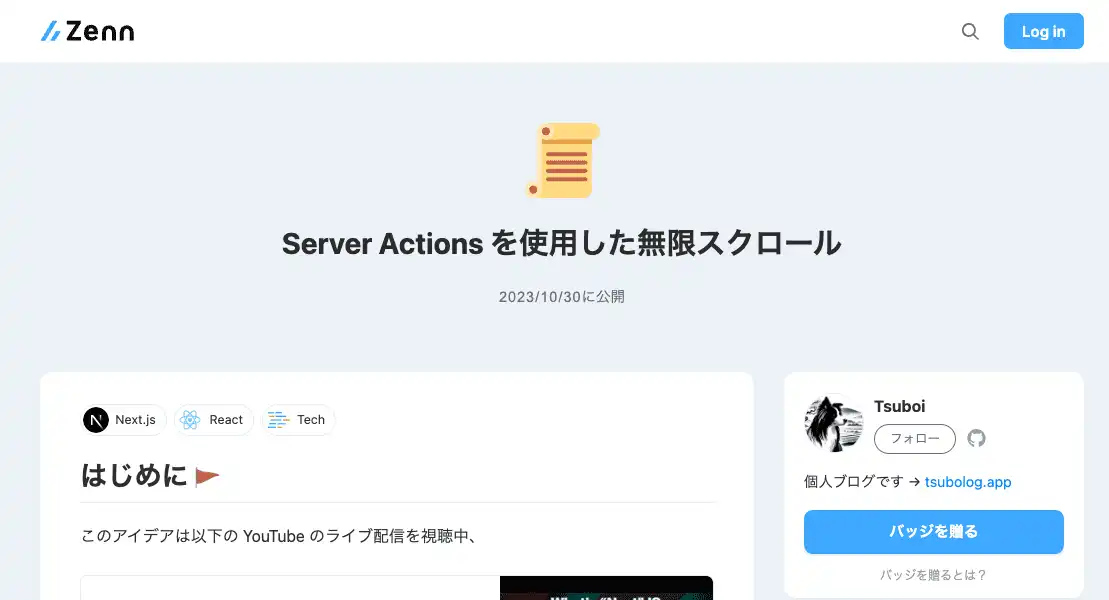 Zenn
Log in
Server Actions を使用した無限スクロール
2023/10/30に公開
Next.js
React
Tech
はじめに
このアイデアは以下の YouTube のライブ配信を視聴中、
Tsuboi
フォロー
個人ブログです → tsubolog.app
バッジを贈る
バッジを贈るとは？